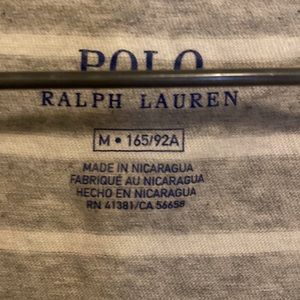 POLO
RALPH LAUREN
M • 165/92A
MADE IN NICARAGUA
FABRIQUÉ AU NICARAGUA
HECHO EN NICARAGUA
RN 41381/CA 56658